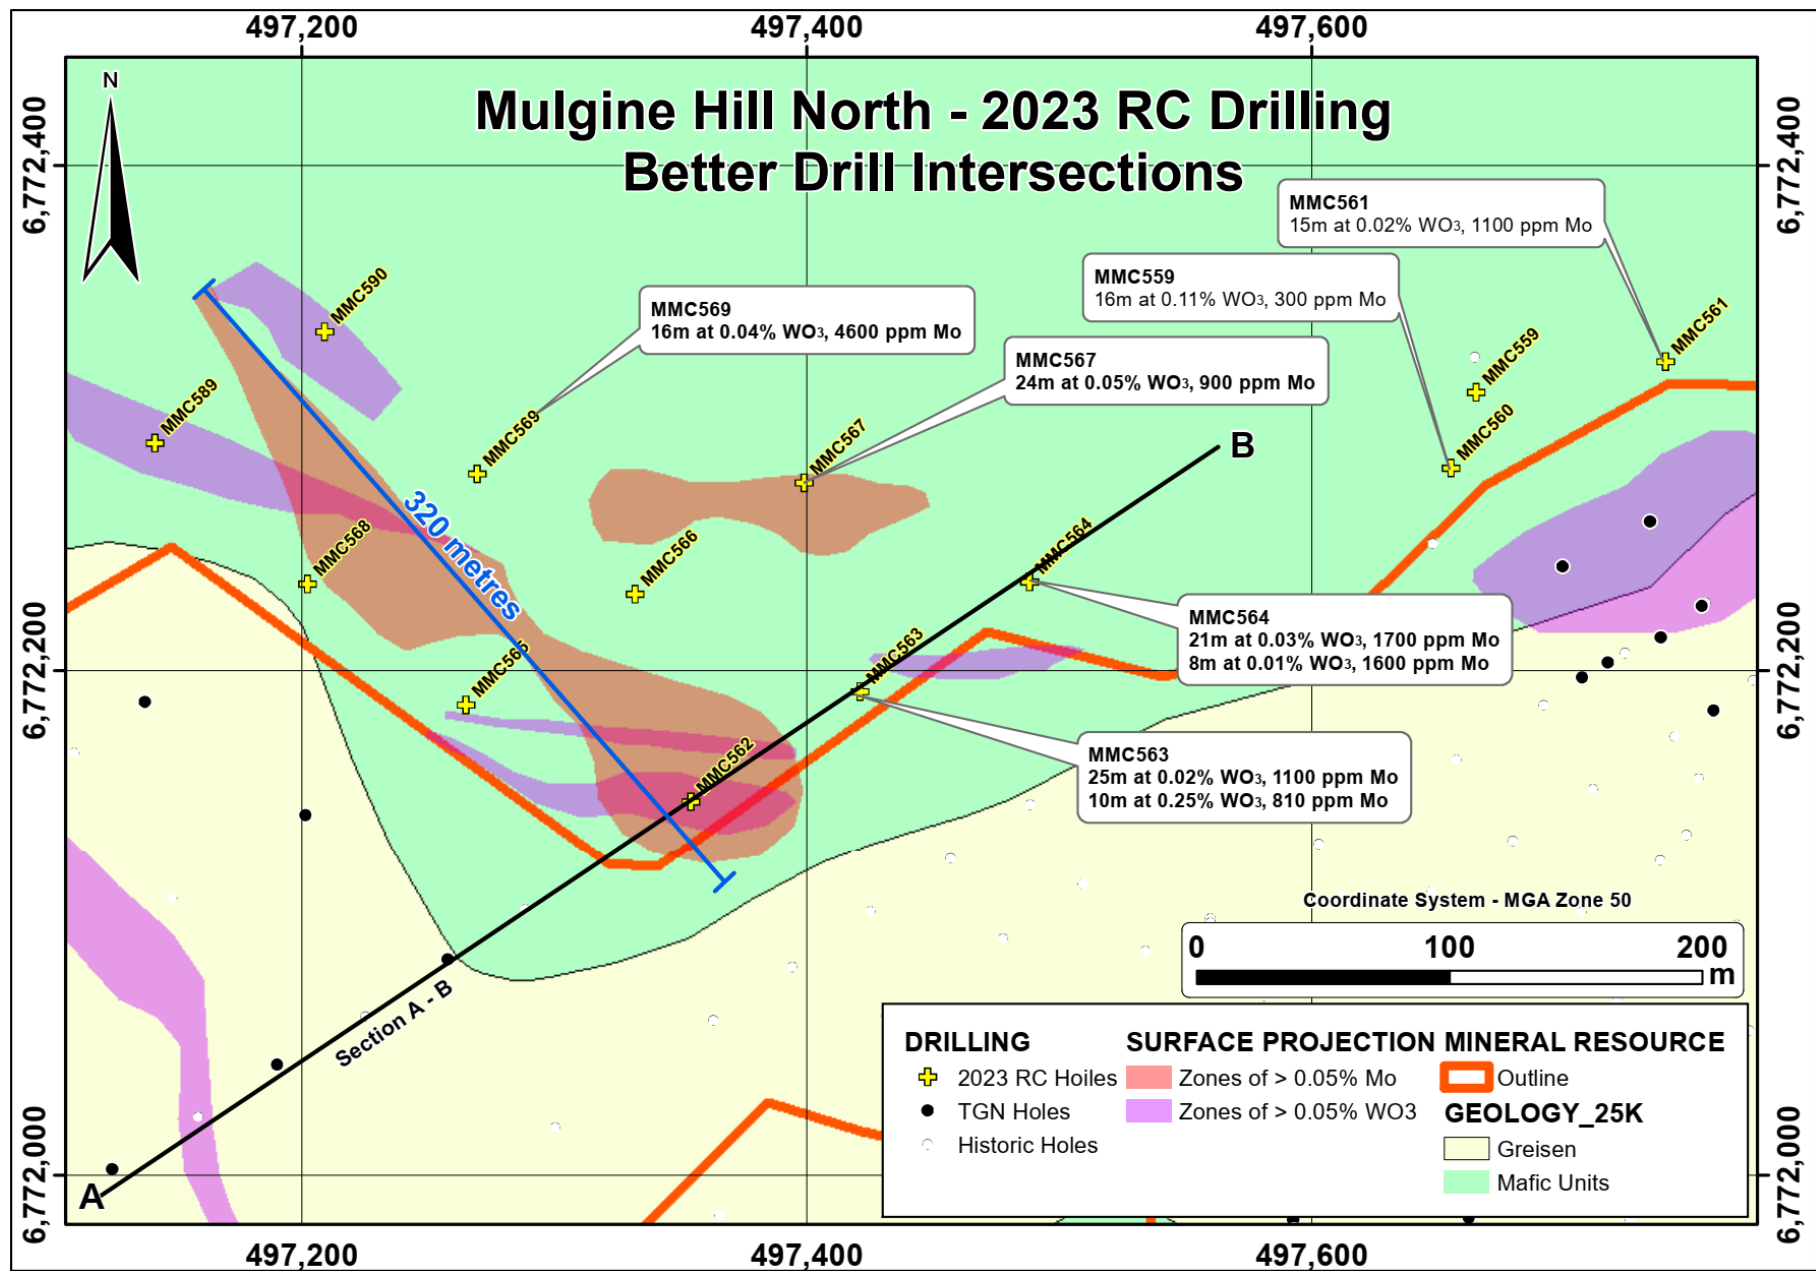 497,200
497,400
497,600
Mulgine Hill North - 2023 RC Drilling
Better Drill Intersections
N
6,772,400
6,772,400
MMC561
15m at 0.02% WO3, 1100 ppm Mo
MMC559
16m at 0.11% WO3, 300 ppm Mo
MMC569
16m at 0.04% WO3, 4600 ppm Mo
MMC567
24m at 0.05% WO3, 900 ppm Mo
MMC590
MMC589
MMC569
MMC567
MMC559
MMC561
MMC560
B
320 metres
MMC568
MMC566
MMC564
MMC564
21m at 0.03% WO3, 1700 ppm Mo
8m at 0.01% WO3, 1600 ppm Mo
6,772,200
6,772,200
MMC565
MMC563
MMC562
MMC563
25m at 0.02% WO3, 1100 ppm Mo
10m at 0.25% WO3, 810 ppm Mo
Coordinate System - MGA Zone 50
0 100 200
m
Section A - B
A
DRILLING
2023 RC Hoiles
TGN Holes
Historic Holes
SURFACE PROJECTION
Zones of > 0.05% Mo
Zones of > 0.05% WO3
MINERAL RESOURCE
Outline
GEOLOGY_25K
Greisen
Mafic Units
6,772,000
6,772,000
497,200
497,400
497,600